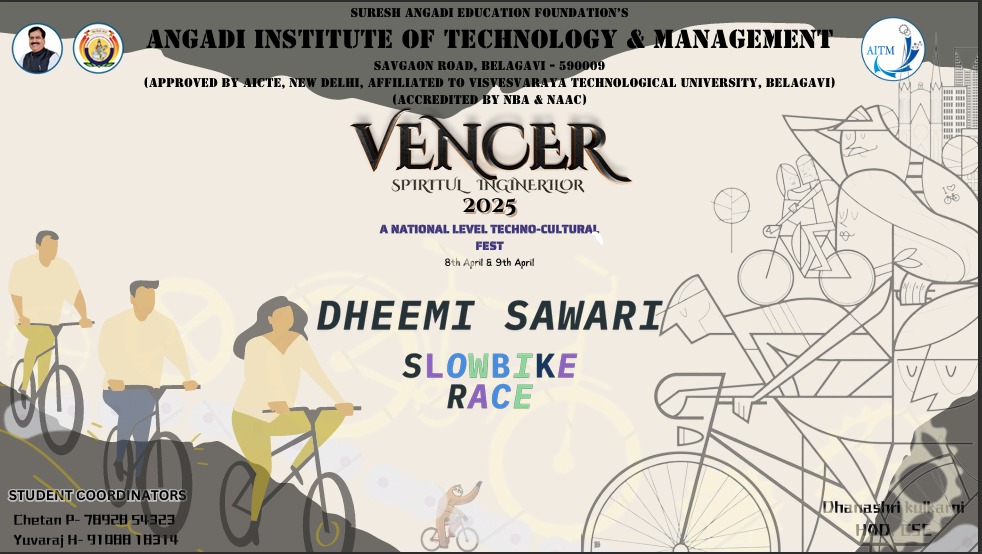 SURESH ANGADI EDUCATION FOUNDATION'S
ANGADI INSTITUTE OF TECHNOLOGY & MANAGEMENT
SAVGAON ROAD, BELAGAVI - 590009
(APPROVED BY AICTE, NEW DELHI, AFFILIATED TO VISVESVARAYA TECHNOLOGICAL UNIVERSITY, BELAGAVI)
(ACCREDITED BY NBA & NAAC)
AITM
VENCER
SPIRITUL INGINERILOR
2025
A NATIONAL LEVEL TECHNO-CULTURAL
FEST
8th April & 9th April
DHEEMI SAWARI
SLOWBIKE
RACE
STUDENT COORDINATORS
Chetan P- 78928 54323
Yuvaraj H- 91088 18314
Dhanashri kulkarni
HOD ISE